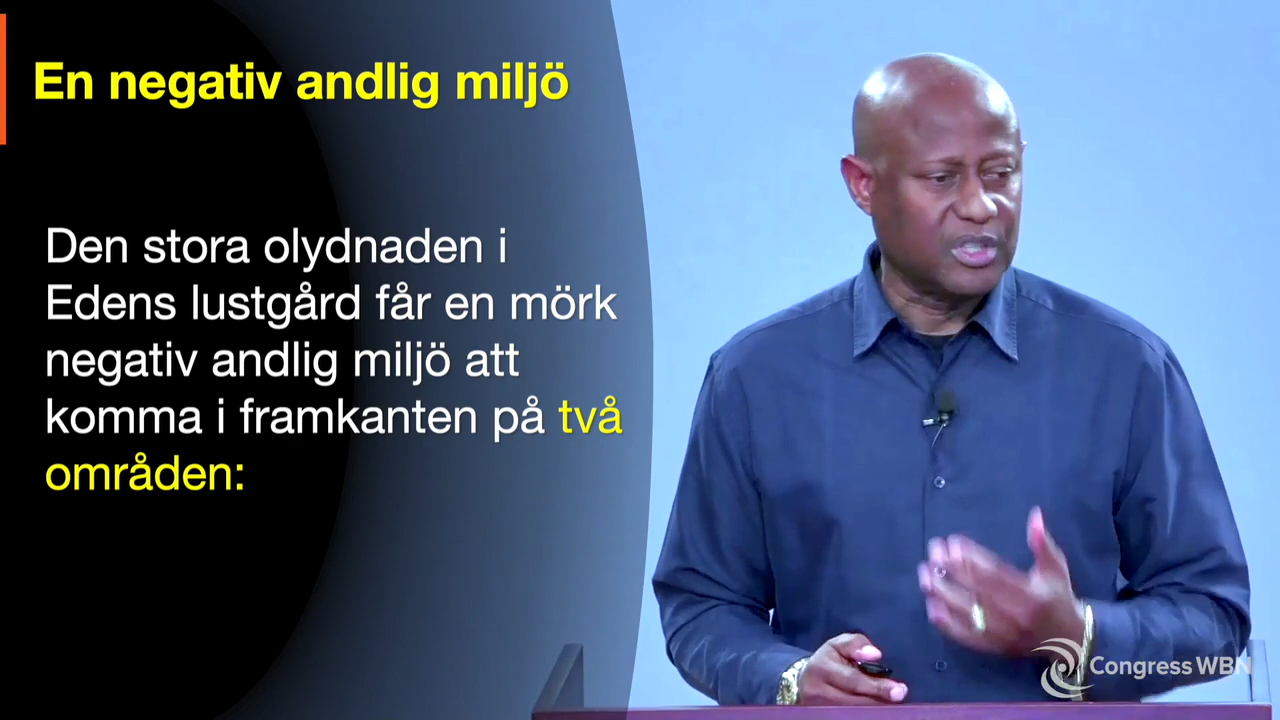 En negativ andlig miljö
Den stora olydnaden i
Edens lustgård får en mörk
negativ andlig miljö att
komma i framkanten på två
områden:
Congress WBN